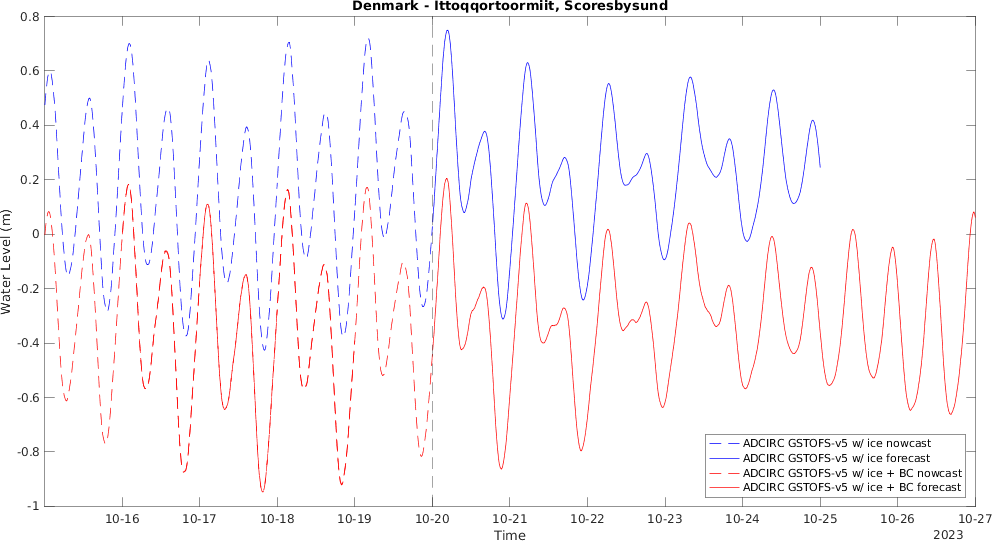 Denmark - Ittoqqortoormiit, Scoresbysund
0.8
0.6
0.4
0.2
0
-0.2
-0.4
-0.6
-0.8
-1
Water Level (m)
ADCIRC GSTOFS-v5 w/ ice nowcast
ADCIRC GSTOFS-v5 w/ ice forecast
ADCIRC GSTOFS-v5 w/ ice + BC nowcast
ADCIRC GSTOFS-v5 w/ ice + BC forecast
10-16 10-17 10-18 10-19 10-20 10-21 10-22 10-23 10-24 10-25 10-26 10-27
Time
2023